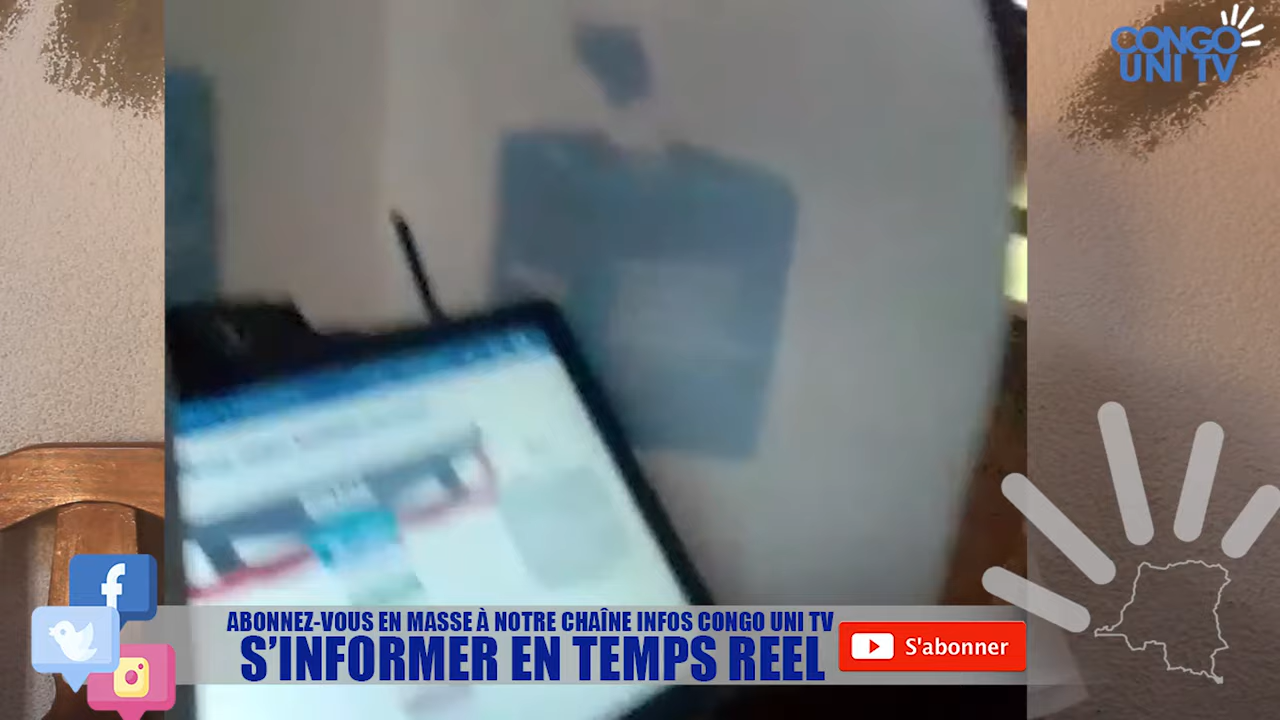 CONGO
UNI TV
ABONNEZ-VOUS EN MASSE À NOTRE CHAÎNE INFOS CONGO UNI TV
S'INFORMER EN TEMPS REEL
S'abonner